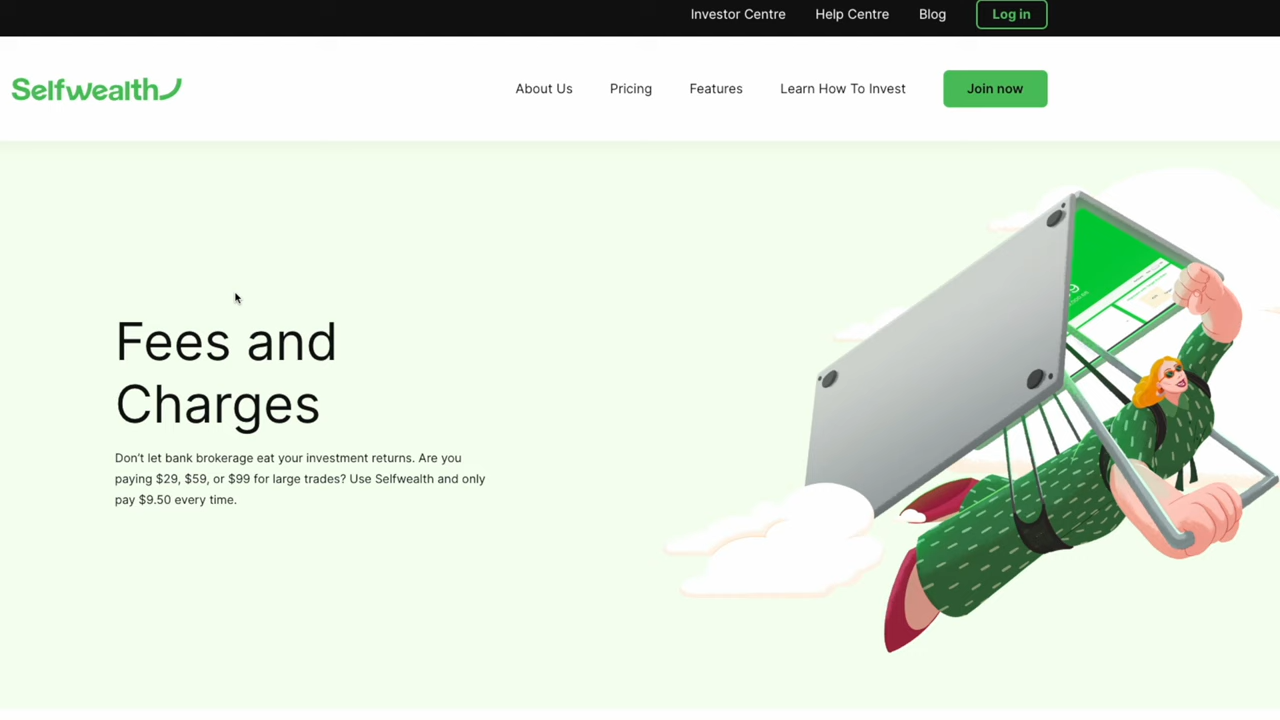 Investor Centre Help Centre Blog Log in
Selfwealth About Us Pricing Features Learn How To Invest Join now
Fees and
Charges
Don't let bank brokerage eat your investment returns. Are you
paying $29, $59, or $99 for large trades? Use Selfwealth and only
pay $9.50 every time.